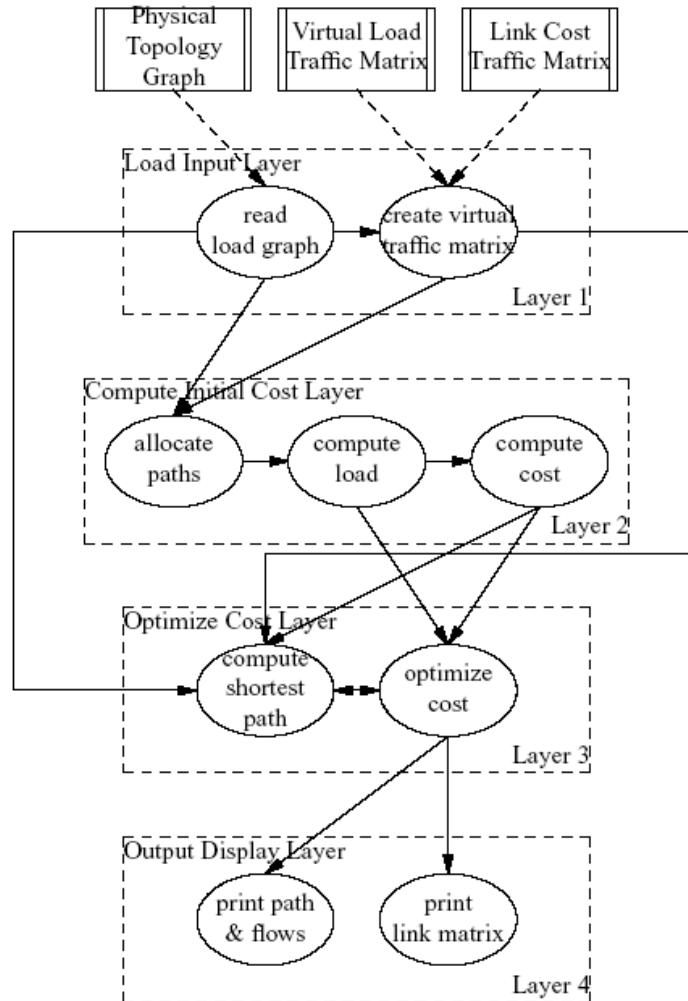 Physical
Topology
Graph
Virtual Load
Traffic Matrix
Link Cost
Traffic Matrix
Load Input Layer
read
load graph
create virtual
traffic matrix
Layer 1
Compute Initial Cost Layer
allocate
paths
compute
load
compute
cost
Layer 2
Optimize Cost Layer
compute
shortest
path
optimize
cost
Layer 3
Output Display Layer
print path
& flows
print
link matrix
Layer 4